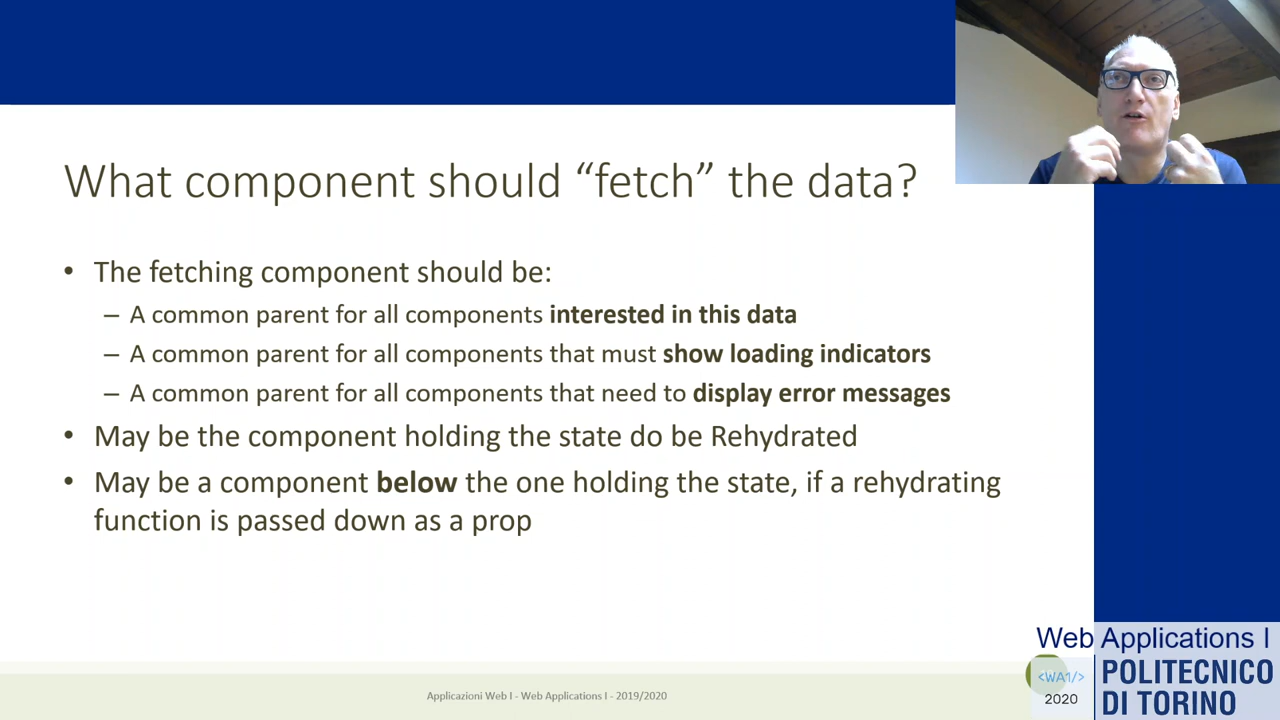 What component should “fetch” the data?
• The fetching component should be:
– A common parent for all components interested in this data
– A common parent for all components that must show loading indicators
– A common parent for all components that need to display error messages
• May be the component holding the state do be Rehydrated
• May be a component below the one holding the state, if a rehydrating
function is passed down as a prop
Applicazioni Web I - Web Applications I - 2019/2020
Web Applications I
<WA1/>
2020
POLITECNICO
DI TORINO